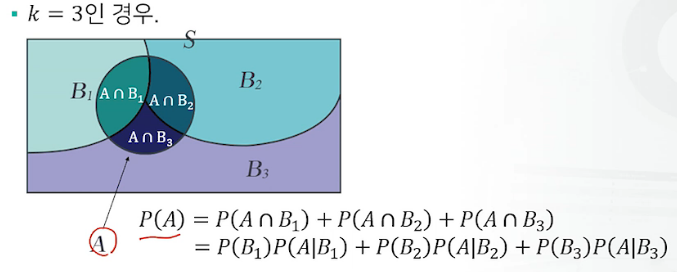 ▪ k = 3인 경우.
S
B₁ A ∩ B₁ A ∩ B₂ B₂
A ∩ B₃
B₃
A
P(A) = P(A ∩ B₁) + P(A ∩ B₂) + P(A ∩ B₃)
= P(B₁)P(A|B₁) + P(B₂)P(A|B₂) + P(B₃)P(A|B₃)